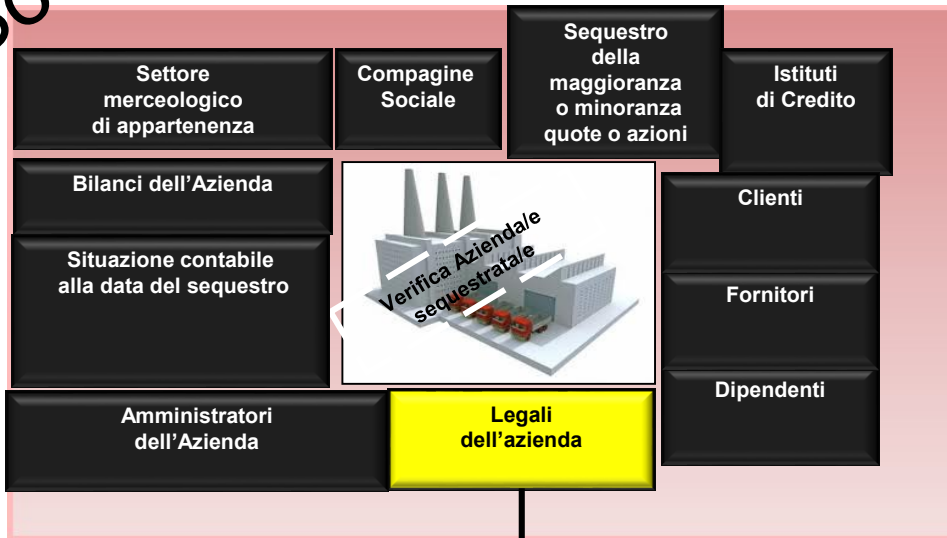 Settore
merceologico
di appartenenza
Compagine
Sociale
Sequestro
della
maggioranza
o minoranza
quote o azioni
Istituti
di Credito
Bilanci dell'Azienda
Situazione contabile
alla data del sequestro
Verifica Azienda/e
sequestrata/e
Clienti
Fornitori
Dipendenti
Amministratori
dell'Azienda
Legali
dell'azienda